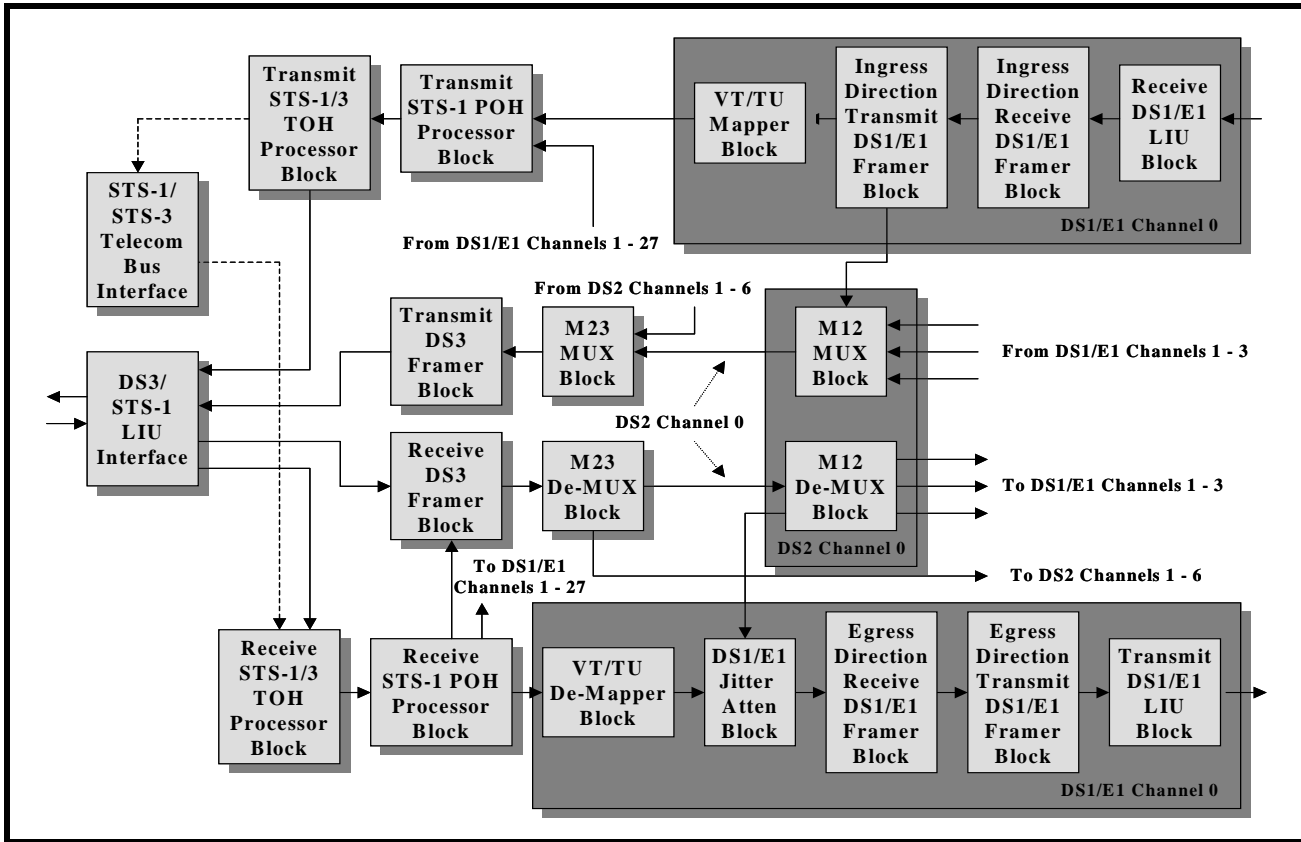 Transmit
STS-1/3
TOH
Processor
Block
Transmit
STS-1 POH
Processor
Block
VT/TU
Mapper
Block
Ingress
Direction
Transmit
DS1/E1
Framer
Block
Ingress
Direction
Receive
DS1/E1
Framer
Block
Receive
DS1/E1
LIU
Block
DS1/E1 Channel 0
STS-1/
STS-3
Telecom
Bus
Interface
From DS1/E1 Channels 1 - 27
From DS2 Channels 1 - 6
Transmit
DS3
Framer
Block
M23
MUX
Block
M12
MUX
Block
From DS1/E1 Channels 1 - 3
DS3/
STS-1
LIU
Interface
DS2 Channel 0
Receive
DS3
Framer
Block
M23
De-MUX
Block
M12
De-MUX
Block
To DS1/E1 Channels 1 - 3
DS2 Channel 0
To DS1/E1
Channels 1 - 27
To DS2 Channels 1 - 6
Receive
STS-1/3
TOH
Processor
Block
Receive
STS-1 POH
Processor
Block
VT/TU
De-Mapper
Block
DS1/E1
Jitter
Atten
Block
Egress
Direction
Receive
DS1/E1
Framer
Block
Egress
Direction
Transmit
DS1/E1
Framer
Block
Transmit
DS1/E1
LIU
Block
DS1/E1 Channel 0